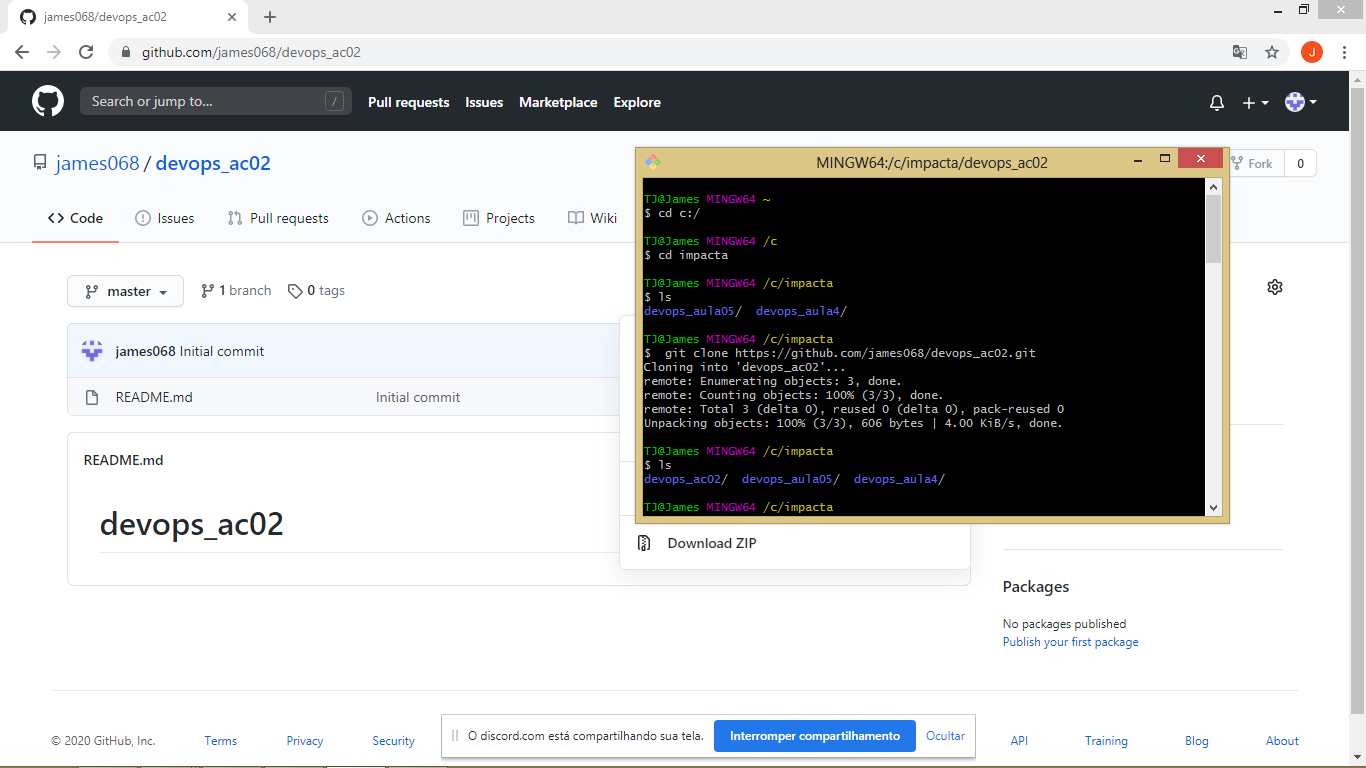 james068/devops_ac02
github.com/james068/devops_ac02
J
Search or jump to...
/
Pull requests
Issues
Marketplace
Explore
james068 / devops_ac02
Fork
0
Code
Issues
Pull requests
Actions
Projects
Wiki
master
1 branch
0 tags
james068 Initial commit
README.md
Initial commit
README.md
devops_ac02
MINGW64:/c/impacta/devops_ac02
TJ@James MINGW64 ~
$ cd c:/
TJ@James MINGW64 /c
$ cd impacta
TJ@James MINGW64 /c/impacta
$ ls
devops_aula05/  devops_aula4/
TJ@James MINGW64 /c/impacta
$  git clone https://github.com/james068/devops_ac02.git
Cloning into 'devops_ac02'...
remote: Enumerating objects: 3, done.
remote: Counting objects: 100% (3/3), done.
remote: Total 3 (delta 0), reused 0 (delta 0), pack-reused 0
Unpacking objects: 100% (3/3), 606 bytes | 4.00 KiB/s, done.
TJ@James MINGW64 /c/impacta
$ ls
devops_ac02/  devops_aula05/  devops_aula4/
TJ@James MINGW64 /c/impacta
Download ZIP
Packages
No packages published
Publish your first package
© 2020 GitHub, Inc.
Terms
Privacy
Security
O discord.com está compartilhando sua tela.
Interromper compartilhamento
Ocultar
API
Training
Blog
About